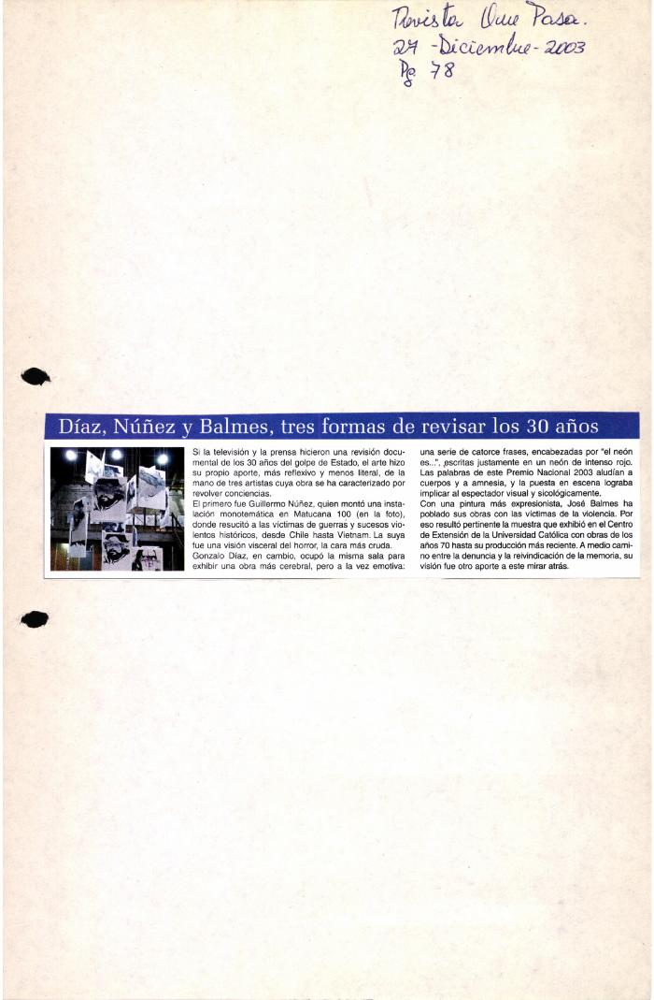 Revista Que Pasa.
27 - Diciembre - 2003
Pg. 78
Díaz, Núñez y Balmes, tres formas de revisar los 30 años
Si la televisión y la prensa hicieron una revisión docu-
mental de los 30 años del golpe de Estado, el arte hizo
su propio aporte, más reflexivo y menos literal, de la
mano de tres artistas cuya obra se ha caracterizado por
revolver conciencias.
El primero fue Guillermo Núñez, quien montó una insta-
lación monotemática en Matucana 100 (en la foto),
donde resucitó a las víctimas de guerras y sucesos vio-
lentos históricos, desde Chile hasta Vietnam. La suya
fue una visión visceral del horror, la cara más cruda.
Gonzalo Díaz, en cambio, ocupó la misma sala para
exhibir una obra más cerebral, pero a la vez emotiva:
una serie de catorce frases, encabezadas por "el neón
es...", escritas justamente en un neón de intenso rojo.
Las palabras de este Premio Nacional 2003 aludían a
cuerpos y a amnesia, y la puesta en escena lograba
implicar al espectador visual y sicológicamente.
Con una pintura más expresionista, José Balmes ha
poblado sus obras con las víctimas de la violencia. Por
eso resultó pertinente la muestra que exhibió en el Centro
de Extensión de la Universidad Católica con obras de los
años 70 hasta su producción más reciente. A medio cami-
no entre la denuncia y la reivindicación de la memoria, su
visión fue otro aporte a este mirar atrás.